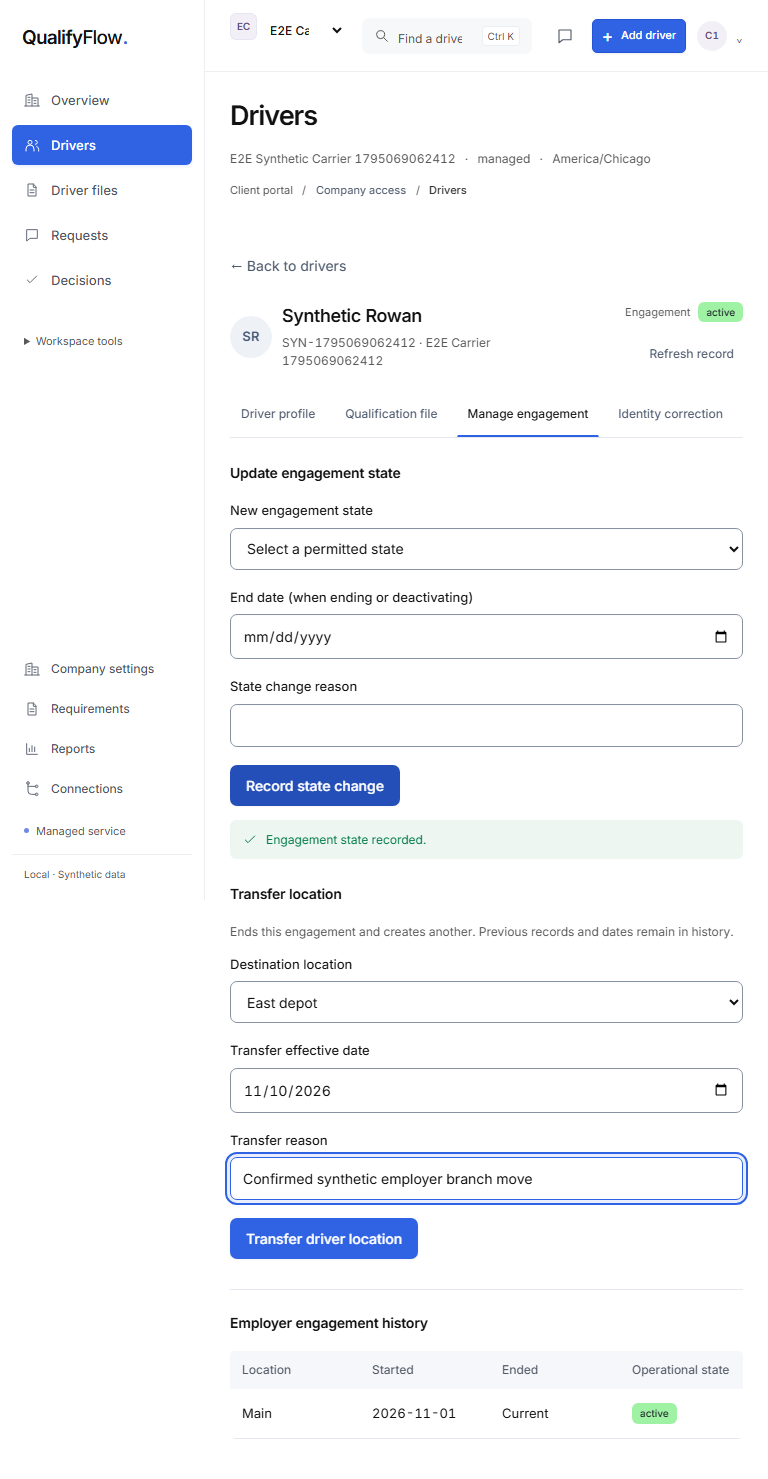 QualifyFlow.
EC
E2E Ca
Find a drive
Ctrl K
+ Add driver
C1
Overview
Drivers
Driver files
Requests
Decisions
Workspace tools
Company settings
Requirements
Reports
Connections
Managed service
Local · Synthetic data
Drivers
E2E Synthetic Carrier 1795069062412 · managed · America/Chicago
Client portal / Company access / Drivers
← Back to drivers
SR
Synthetic Rowan
SYN-1795069062412 · E2E Carrier
1795069062412
Engagement active
Refresh record
Driver profile Qualification file Manage engagement Identity correction
Update engagement state
New engagement state
Select a permitted state
End date (when ending or deactivating)
mm/dd/yyyy
State change reason
Record state change
Engagement state recorded.
Transfer location
Ends this engagement and creates another. Previous records and dates remain in history.
Destination location
East depot
Transfer effective date
11/10/2026
Transfer reason
Confirmed synthetic employer branch move
Transfer driver location
Employer engagement history
Location Started Ended Operational state
Main 2026-11-01 Current active